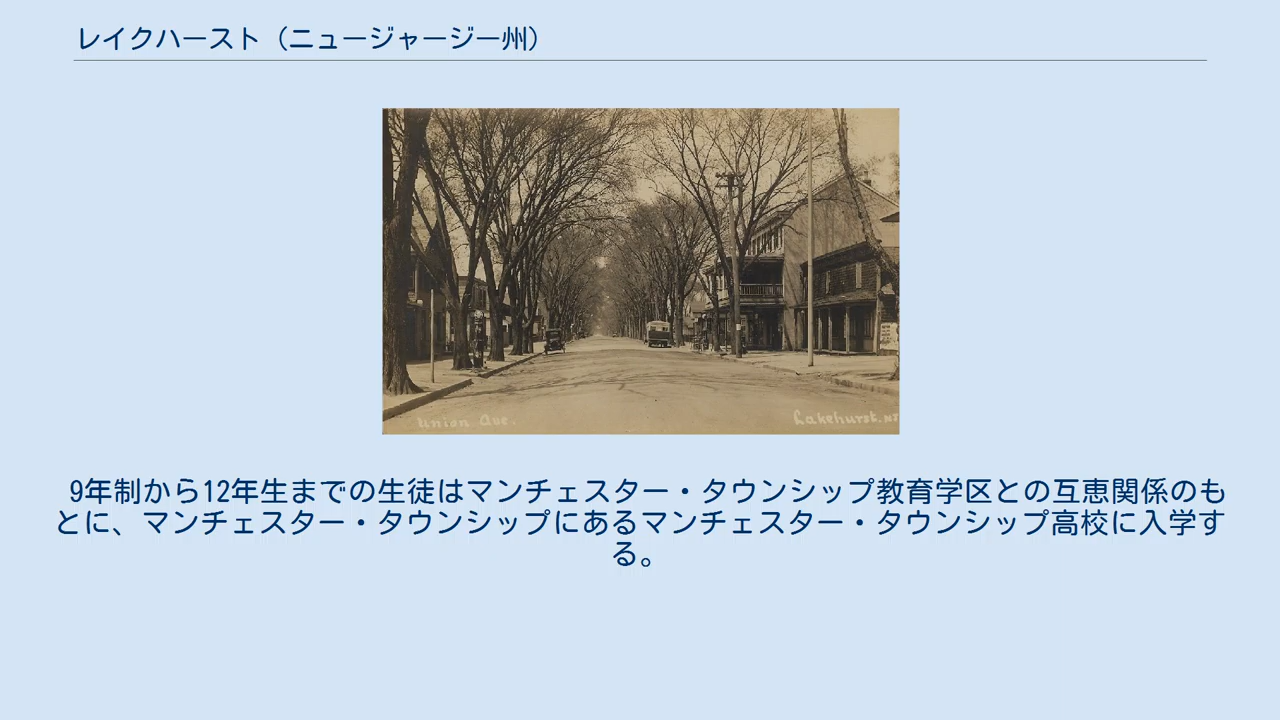 レイクハースト（ニュージャージー州）
Union Ave.
Lakehurst. NJ
9年制から12年生までの生徒はマンチェスター・タウンシップ教育学区との互恵関係のも
とに、マンチェスター・タウンシップにあるマンチェスター・タウンシップ高校に入学す
る。